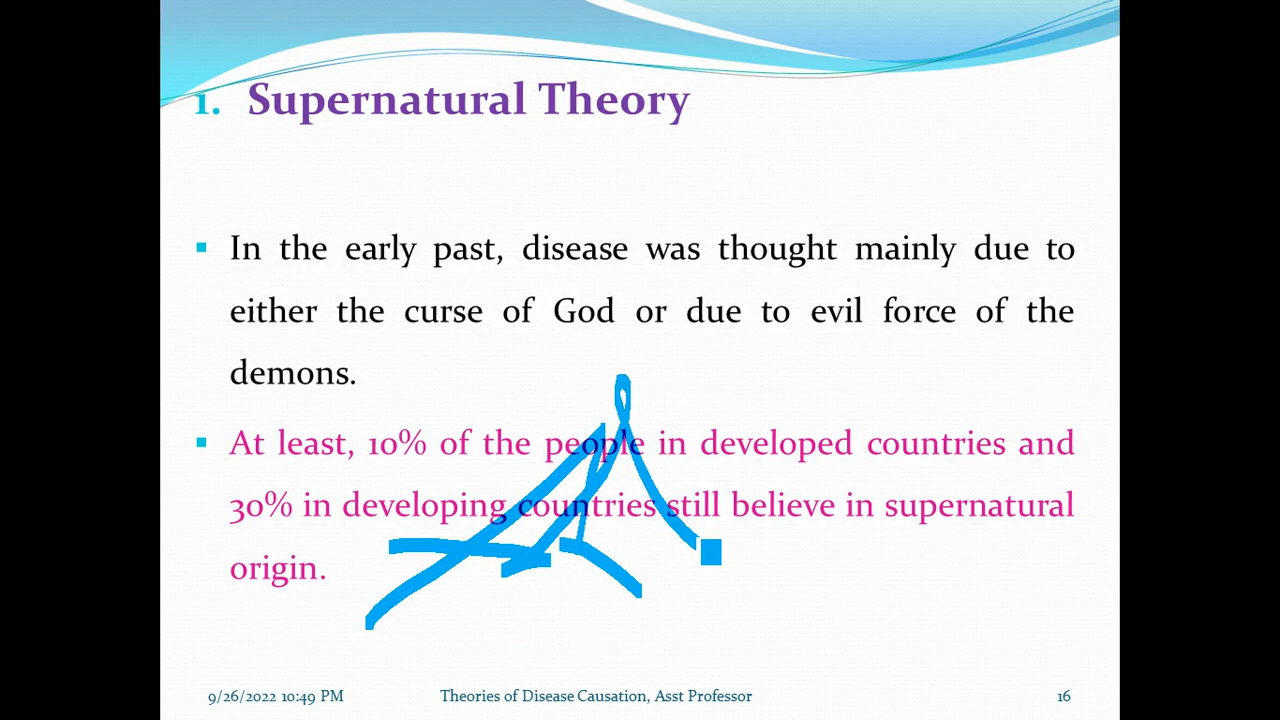 1. Supernatural Theory
▪ In the early past, disease was thought mainly due to
either the curse of God or due to evil force of the
demons.
▪ At least, 10% of the people in developed countries and
30% in developing countries still believe in supernatural
origin.
9/26/2022 10:49 PM Theories of Disease Causation, Asst Professor 16